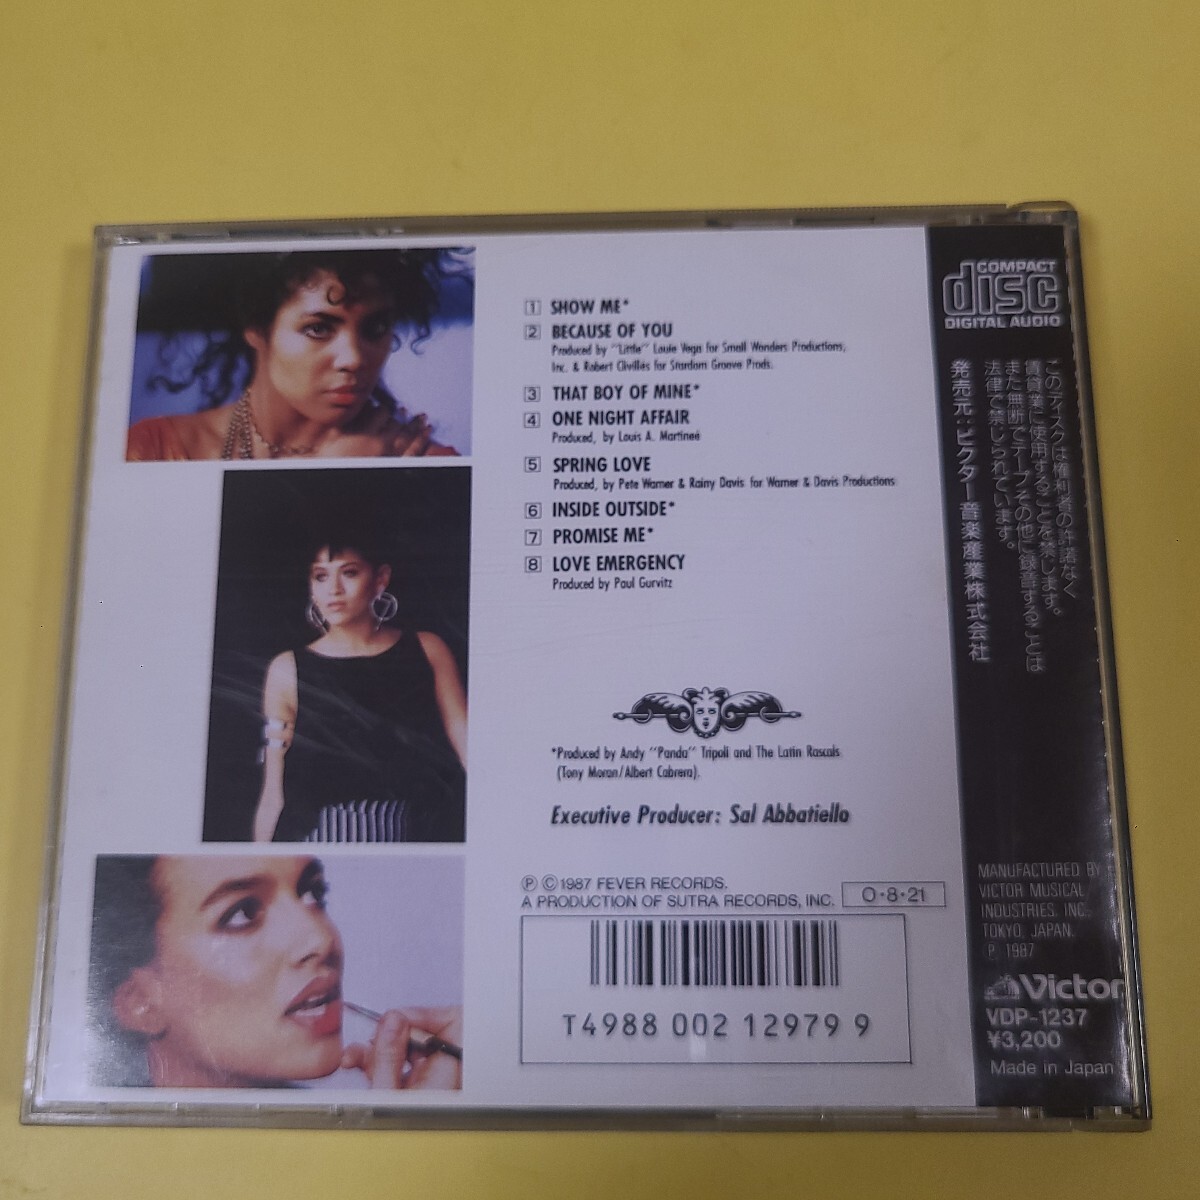 1 SHOW ME*
2 BECAUSE OF YOU
Produced by "Little" Louie Vega for Small Wonders Productions,
Inc. & Robert Clivillés for Stardom Groove Prods.
3 THAT BOY OF MINE*
4 ONE NIGHT AFFAIR
Produced, by Louis A. Martineé
5 SPRING LOVE
Produced, by Pete Warner & Rainy Davis for Warner & Davis Productions
6 INSIDE OUTSIDE*
7 PROMISE ME*
8 LOVE EMERGENCY
Produced by Paul Gurvitz
*Produced by Andy "Panda" Tripoli and The Latin Rascals
(Tony Moran/Albert Cabrera).
Executive Producer: Sal Abbatiello
Ⓟ Ⓒ 1987 FEVER RECORDS.
A PRODUCTION OF SUTRA RECORDS, INC.
O·8·21
T4988 002 12979 9
COMPACT
disc
DIGITAL AUDIO
このディスクは権利者の許諾なく
賃貸業に使用することを禁じます。
また無断でテープその他に録音することは
法律で禁じられています。
発売元:ビクター音楽産業株式会社
MANUFACTURED BY
VICTOR MUSICAL
INDUSTRIES, INC.,
TOKYO, JAPAN.
Ⓟ 1987
Victor
VDP-1237
¥3,200
Made in Japan